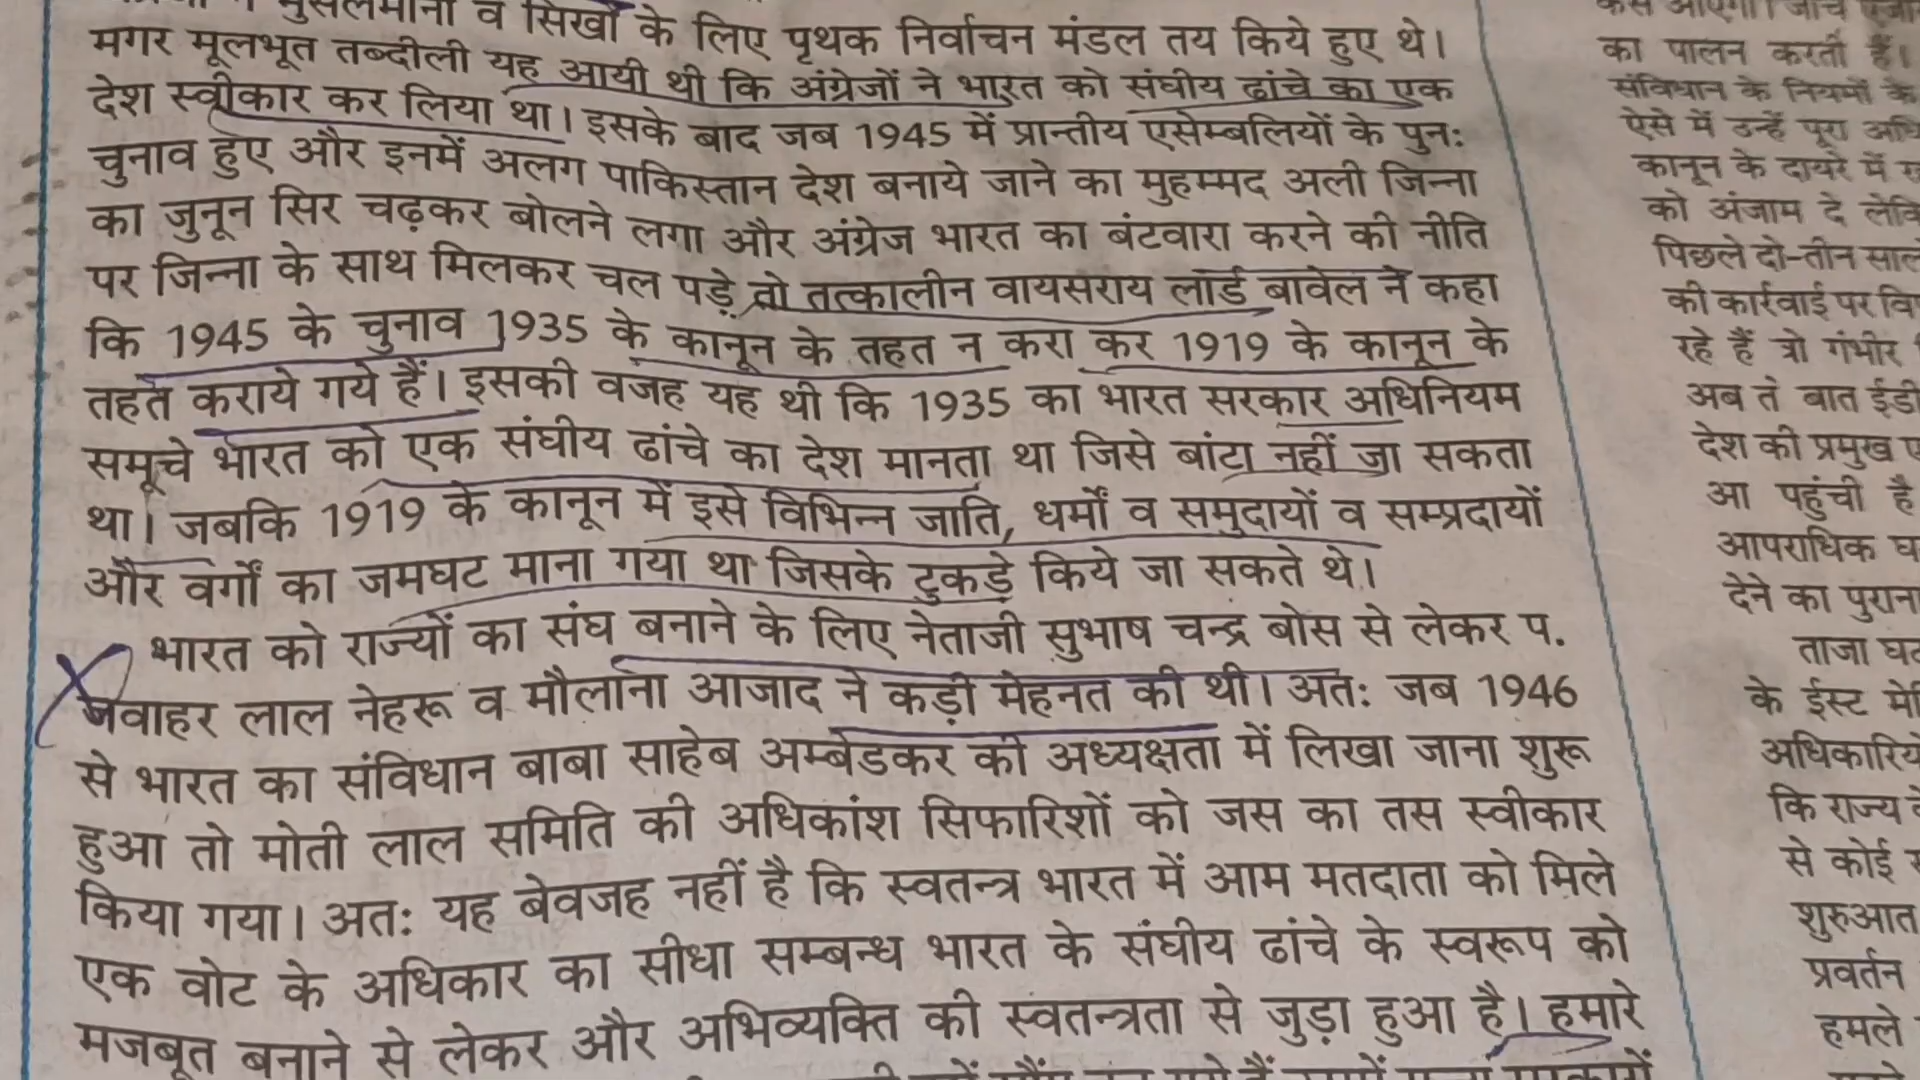 मुसलमानों व सिखों के लिए पृथक निर्वाचन मंडल तय किये हुए थे।
मगर मूलभूत तब्दीली यह आयी थी कि अंग्रेजों ने भारत को संघीय ढांचे का एक
देश स्वीकार कर लिया था। इसके बाद जब 1945 में प्रान्तीय एसेम्बलियों के पुनः
चुनाव हुए और इनमें अलग पाकिस्तान देश बनाये जाने का मुहम्मद अली जिन्ना
का जुनून सिर चढ़कर बोलने लगा और अंग्रेज भारत का बंटवारा करने की नीति
पर जिन्ना के साथ मिलकर चल पड़े तो तत्कालीन वायसराय लार्ड बावेल ने कहा
कि 1945 के चुनाव 1935 के कानून के तहत न करा कर 1919 के कानून के
तहत कराये गये हैं। इसकी वजह यह थी कि 1935 का भारत सरकार अधिनियम
समूचे भारत को एक संघीय ढांचे का देश मानता था जिसे बांटा नहीं जा सकता
था। जबकि 1919 के कानून में इसे विभिन्न जाति, धर्मों व समुदायों व सम्प्रदायों
और वर्गों का जमघट माना गया था जिसके टुकड़े किये जा सकते थे।
भारत को राज्यों का संघ बनाने के लिए नेताजी सुभाष चन्द्र बोस से लेकर प.
जवाहर लाल नेहरू व मौलाना आजाद ने कड़ी मेहनत की थी। अतः जब 1946
से भारत का संविधान बाबा साहेब अम्बेडकर की अध्यक्षता में लिखा जाना शुरू
हुआ तो मोती लाल समिति की अधिकांश सिफारिशों को जस का तस स्वीकार
किया गया। अतः यह बेवजह नहीं है कि स्वतन्त्र भारत में आम मतदाता को मिले
एक वोट के अधिकार का सीधा सम्बन्ध भारत के संघीय ढांचे के स्वरूप को
मजबूत बनाने से लेकर और अभिव्यक्ति की स्वतन्त्रता से जुड़ा हुआ है। हमारे
का पालन करती हैं।
संविधान के नियमों के
ऐसे में उन्हें पूरा
कानून के दायरे में
को अंजाम दे
पिछले दो-तीन
की कार्रवाई पर
रहे हैं वो गंभीर
अब तो बात ईडी
देश की प्रमुख
आ पहुंची है
आपराधिक
देने का पुराना
ताजा
के ईस्ट
कि राज्य
से कोई
शुरुआत
प्रवर्तन
हमले